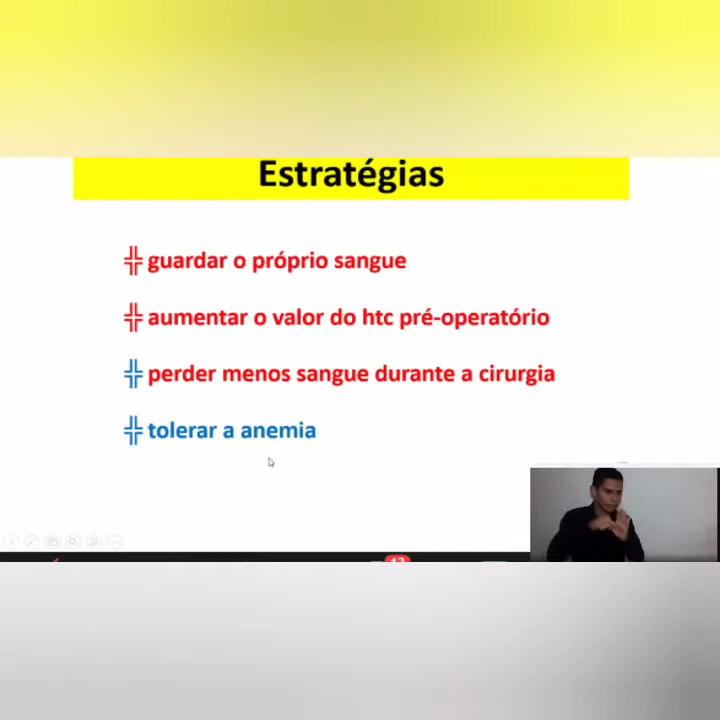 Estratégias
guardar o próprio sangue
aumentar o valor do htc pré-operatório
perder menos sangue durante a cirurgia
tolerar a anemia